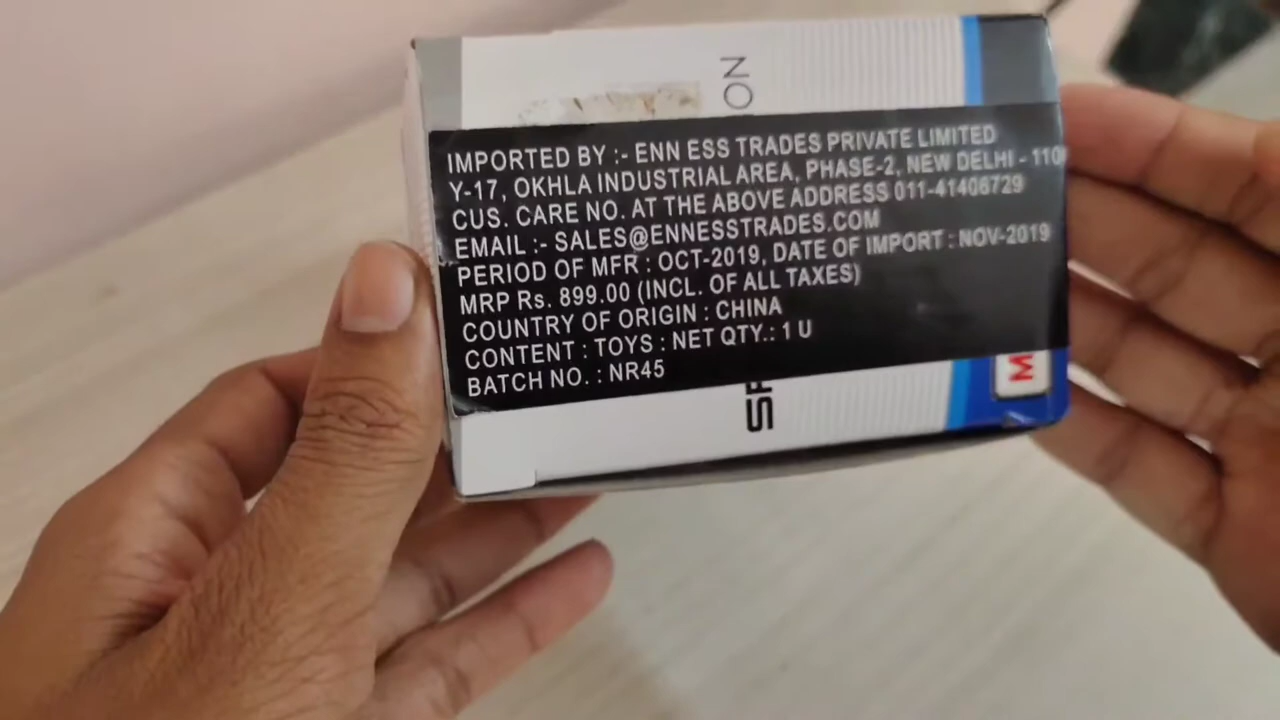 ON
IMPORTED BY :- ENN ESS TRADES PRIVATE LIMITED
Y-17, OKHLA INDUSTRIAL AREA, PHASE-2, NEW DELHI - 110
CUS. CARE NO. AT THE ABOVE ADDRESS 011-41406729
EMAIL :- SALES@ENNESSTRADES.COM
PERIOD OF MFR : OCT-2019, DATE OF IMPORT : NOV-2019
MRP Rs. 899.00 (INCL. OF ALL TAXES)
COUNTRY OF ORIGIN : CHINA
CONTENT : TOYS : NET QTY.: 1 U
BATCH NO. : NR45
SP
M